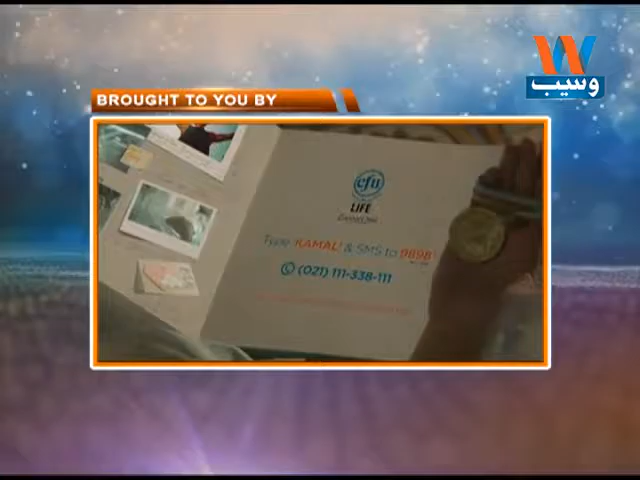 وسیب
BROUGHT TO YOU BY
efu
LIFE
Type 'KAMAL' & SMS to 9898
(021) 111-338-111